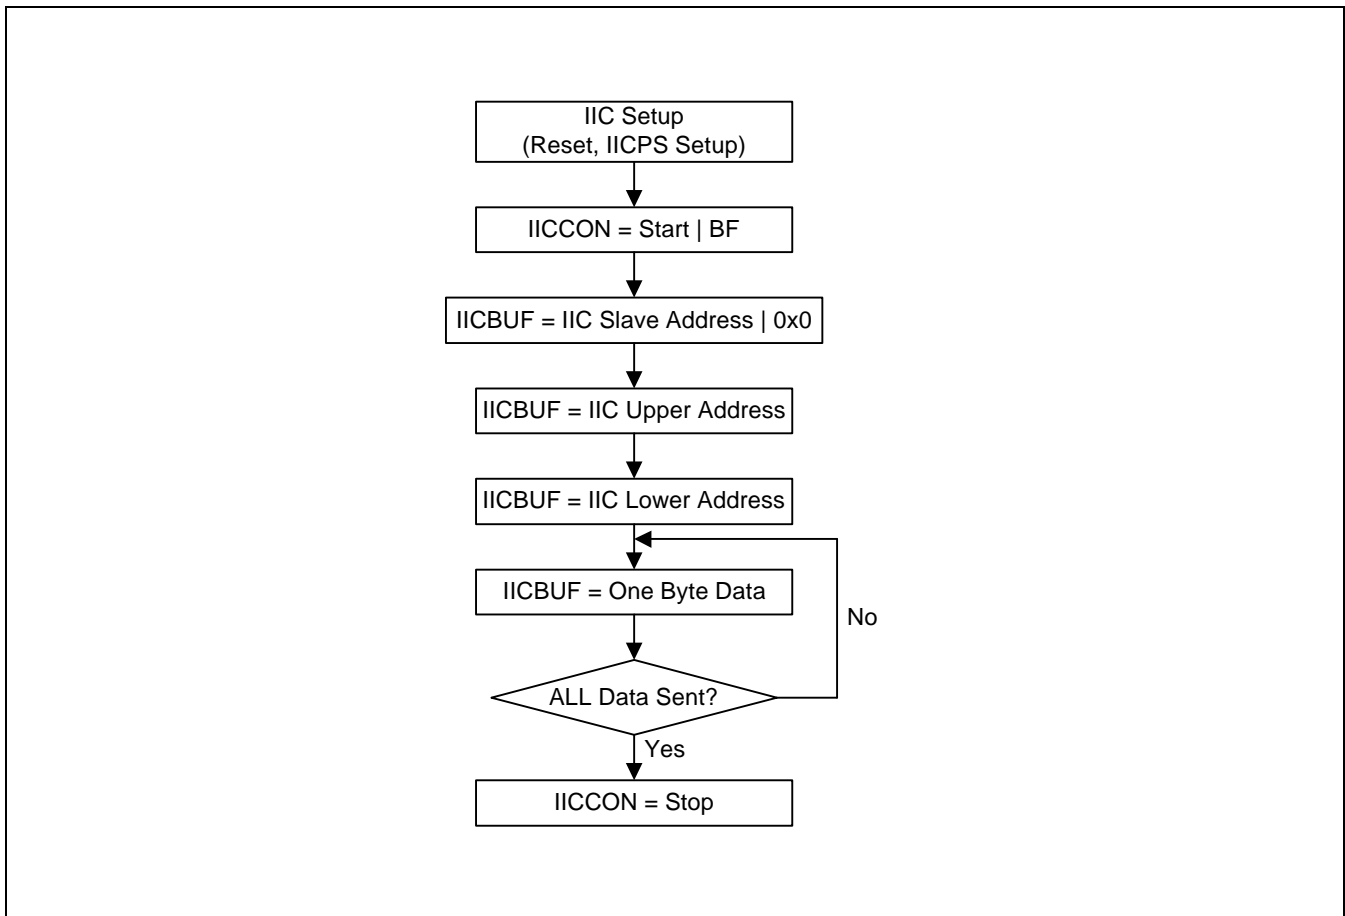 IIC Setup
(Reset, IICPS Setup)
IICCON = Start | BF
IICBUF = IIC Slave Address | 0x0
IICBUF = IIC Upper Address
IICBUF = IIC Lower Address
IICBUF = One Byte Data
No
ALL Data Sent?
Yes
IICCON = Stop